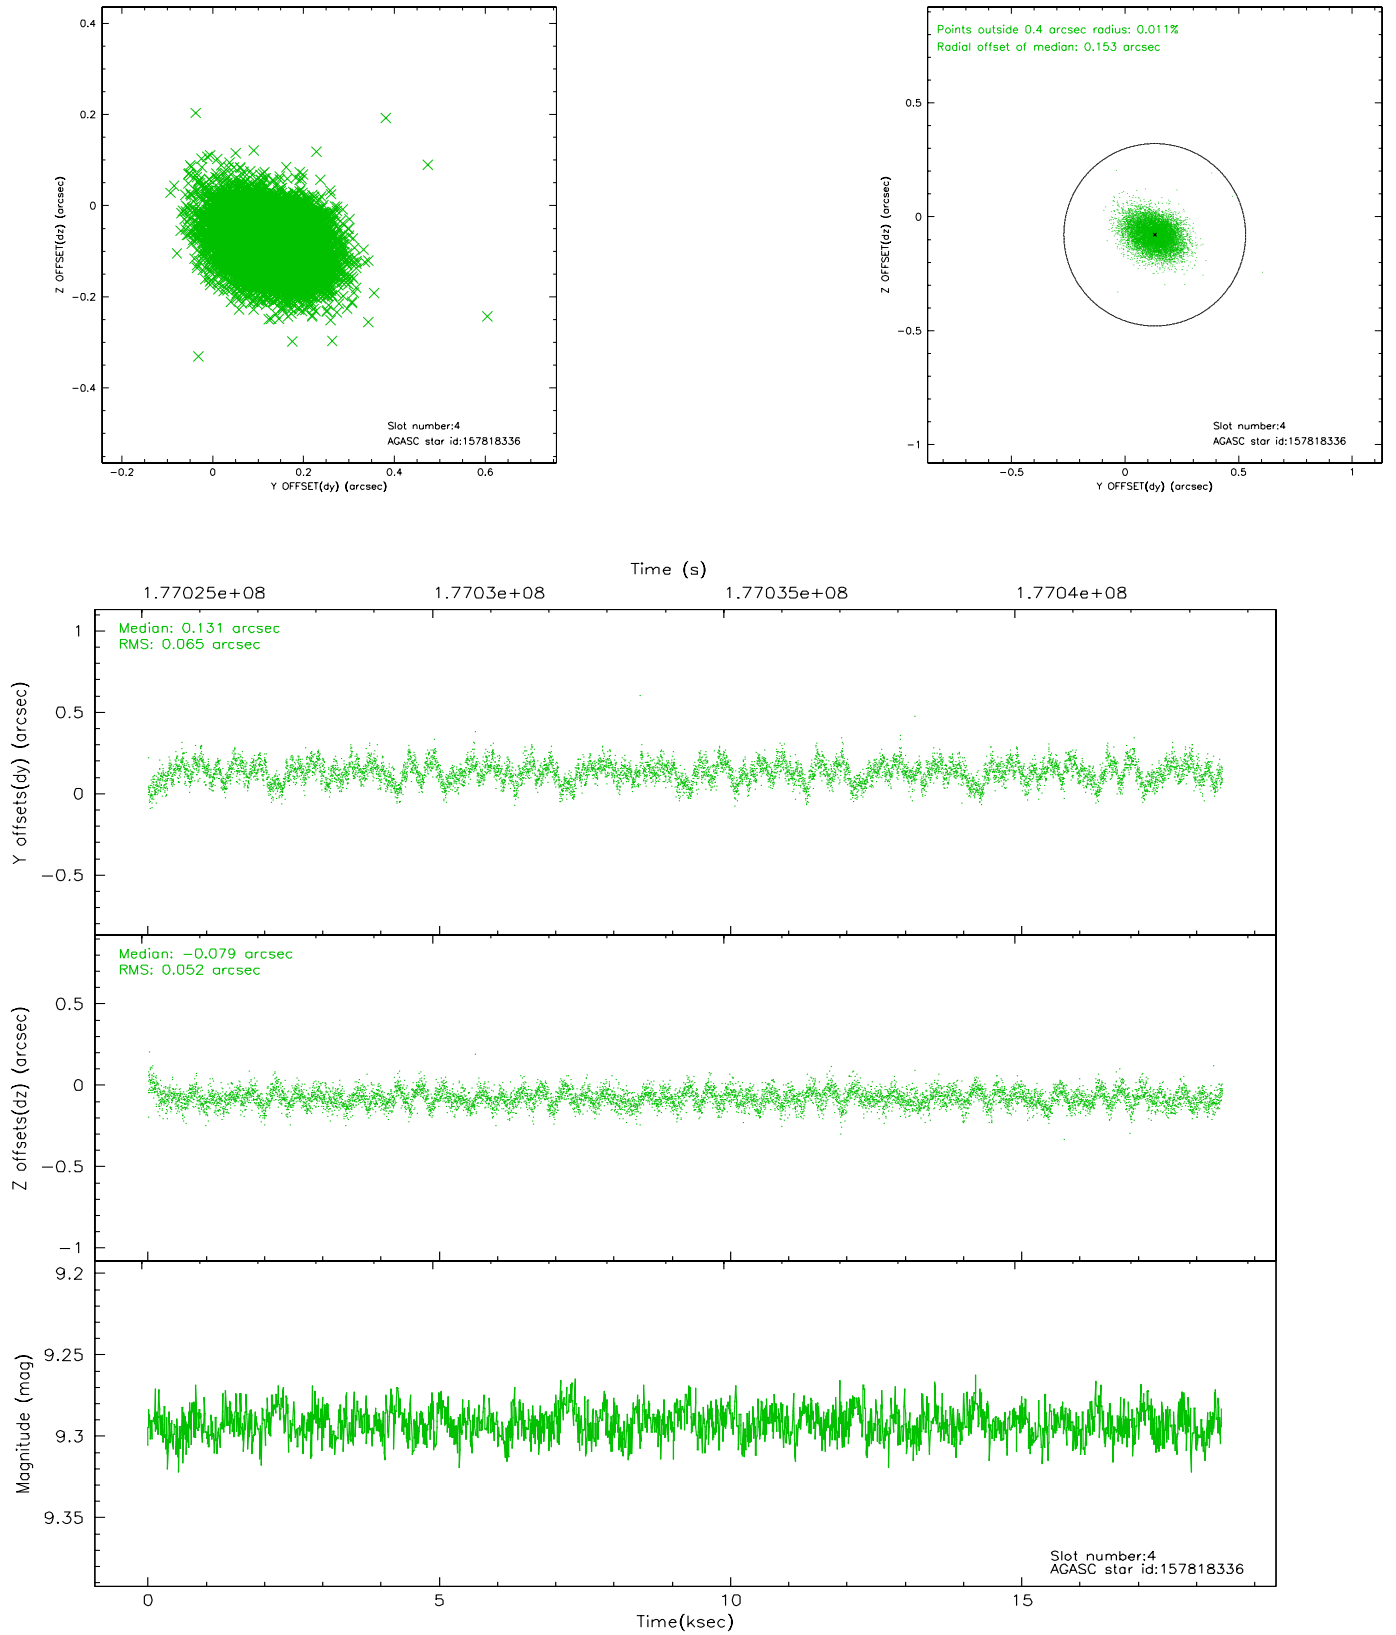 0.4
0.2
0
−0.2
−0.4
Z OFFSET(dz) (arcsec)
Slot number:4
AGASC star id:157818336
−0.2 0 0.2 0.4 0.6
Y OFFSET(dy) (arcsec)
Points outside 0.4 arcsec radius: 0.011%
Radial offset of median: 0.153 arcsec
0.5
0
−0.5
−1
Z OFFSET(dz) (arcsec)
Slot number:4
AGASC star id:157818336
−0.5 0 0.5 1
Y OFFSET(dy) (arcsec)
Time (s)
1.77025e+08 1.7703e+08 1.77035e+08 1.7704e+08
Median: 0.131 arcsec
RMS: 0.065 arcsec
1
0.5
0
−0.5
Y offsets(dy) (arcsec)
Median: −0.079 arcsec
RMS: 0.052 arcsec
0.5
0
−0.5
−1
Z offsets(dz) (arcsec)
9.2
9.25
9.3
9.35
Magnitude (mag)
Slot number:4
AGASC star id:157818336
0 5 10 15
Time(ksec)